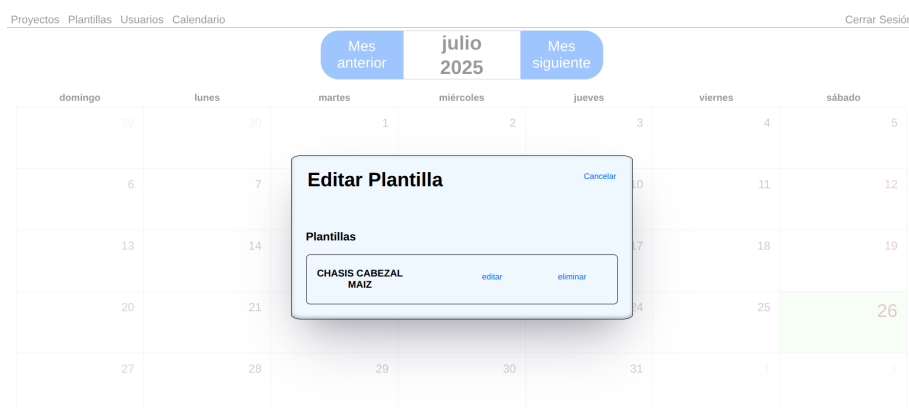 Proyectos Plantillas Usuarios Calendario Cerrar Sesión
Mes anterior
julio 2025
Mes siguiente
domingo lunes martes miércoles jueves viernes sábado
29 30 1 2 3 4 5
Editar Plantilla Cancelar
6 7 10 11 12
Plantillas
13 14 17 18 19
CHASIS CABEZAL MAIZ editar eliminar
20 21 24 25 26
27 28 29 30 31 1 2